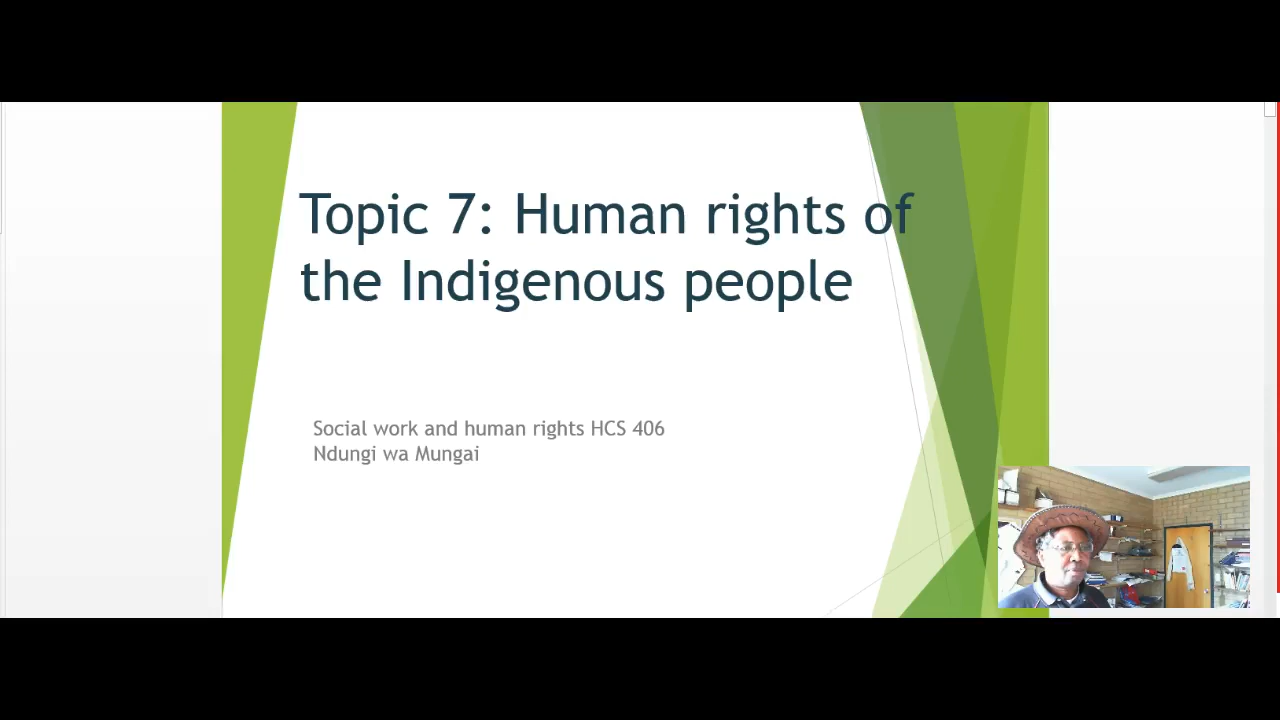 Topic 7: Human rights of
the Indigenous people
Social work and human rights HCS 406
Ndungi wa Mungai